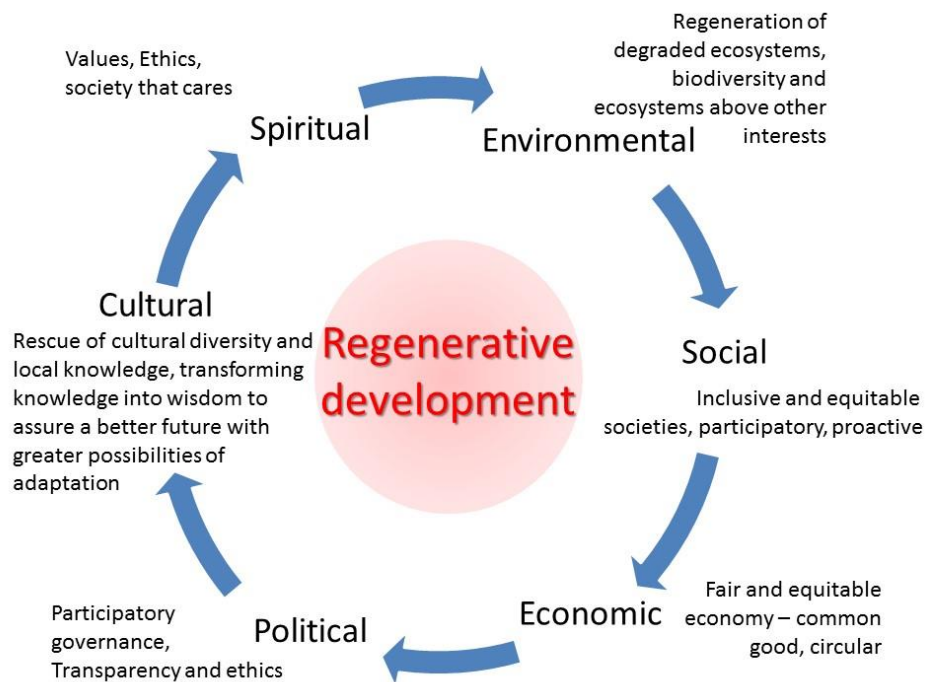 Values, Ethics,
society that cares
Spiritual
Regeneration of
degraded ecosystems,
biodiversity and
ecosystems above other
interests
Environmental
Social
Inclusive and equitable
societies, participatory, proactive
Fair and equitable
economy – common
good, circular
Economic
Political
Participatory
governance,
Transparency and ethics
Cultural
Rescue of cultural diversity and
local knowledge, transforming
knowledge into wisdom to
assure a better future with
greater possibilities of
adaptation
Regenerative
development